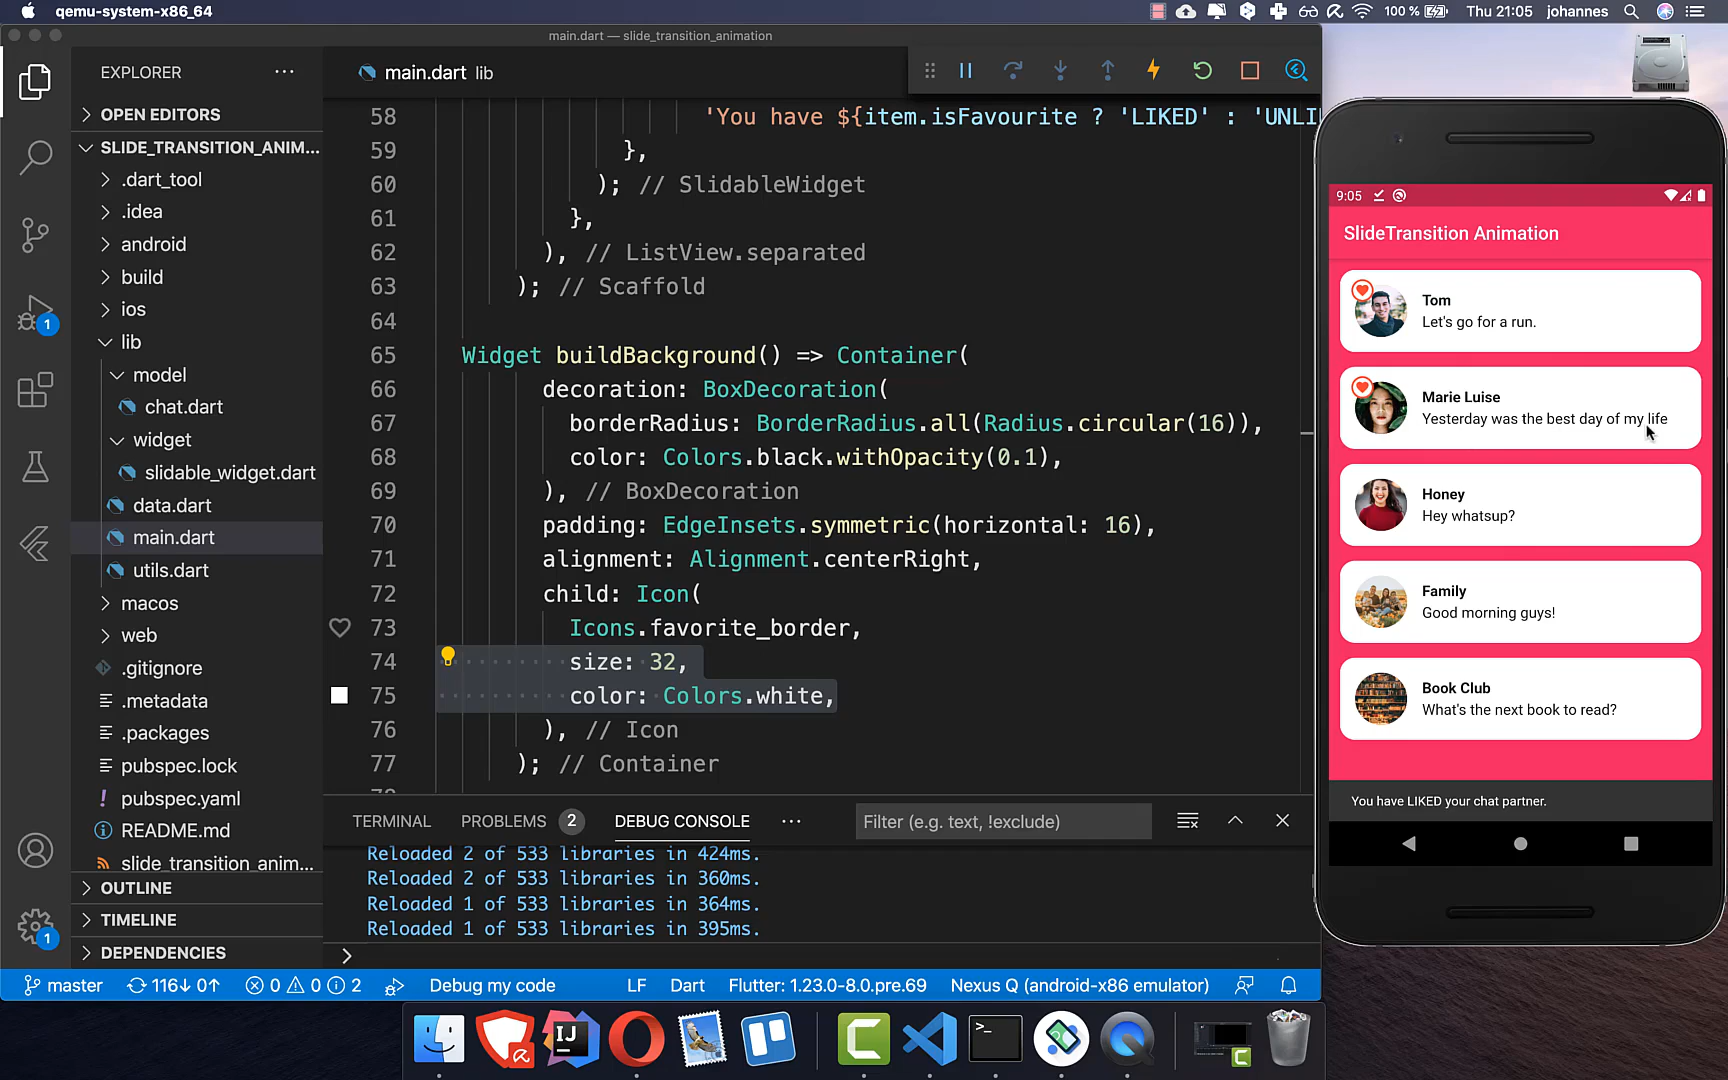 qemu-system-x86_64
100 %
Thu 21:05
johannes
main.dart — slide_transition_animation
EXPLORER
OPEN EDITORS
SLIDE_TRANSITION_ANIM...
.dart_tool
.idea
android
build
ios
lib
model
chat.dart
widget
slidable_widget.dart
data.dart
main.dart
utils.dart
macos
web
.gitignore
.metadata
.packages
pubspec.lock
pubspec.yaml
README.md
slide_transition_anim...
OUTLINE
TIMELINE
DEPENDENCIES
1
1
main.dart lib
58 'You have ${item.isFavourite ? 'LIKED' : 'UNLI
59 },
60 ); // SlidableWidget
61 },
62 ), // ListView.separated
63 ); // Scaffold
64
65 Widget buildBackground() => Container(
66 decoration: BoxDecoration(
67 borderRadius: BorderRadius.all(Radius.circular(16)),
68 color: Colors.black.withOpacity(0.1),
69 ), // BoxDecoration
70 padding: EdgeInsets.symmetric(horizontal: 16),
71 alignment: Alignment.centerRight,
72 child: Icon(
73 Icons.favorite_border,
74 size: 32,
75 color: Colors.white,
76 ), // Icon
77 ); // Container
TERMINAL PROBLEMS 2 DEBUG CONSOLE ... Filter (e.g. text, !exclude)
Reloaded 2 of 533 libraries in 424ms.
Reloaded 2 of 533 libraries in 360ms.
Reloaded 1 of 533 libraries in 364ms.
Reloaded 1 of 533 libraries in 395ms.
master 116↓ 0↑ 0 0 2 Debug my code LF Dart Flutter: 1.23.0-8.0.pre.69 Nexus Q (android-x86 emulator)
9:05
SlideTransition Animation
Tom
Let's go for a run.
Marie Luise
Yesterday was the best day of my life
Honey
Hey whatsup?
Family
Good morning guys!
Book Club
What's the next book to read?
You have LIKED your chat partner.
IJ